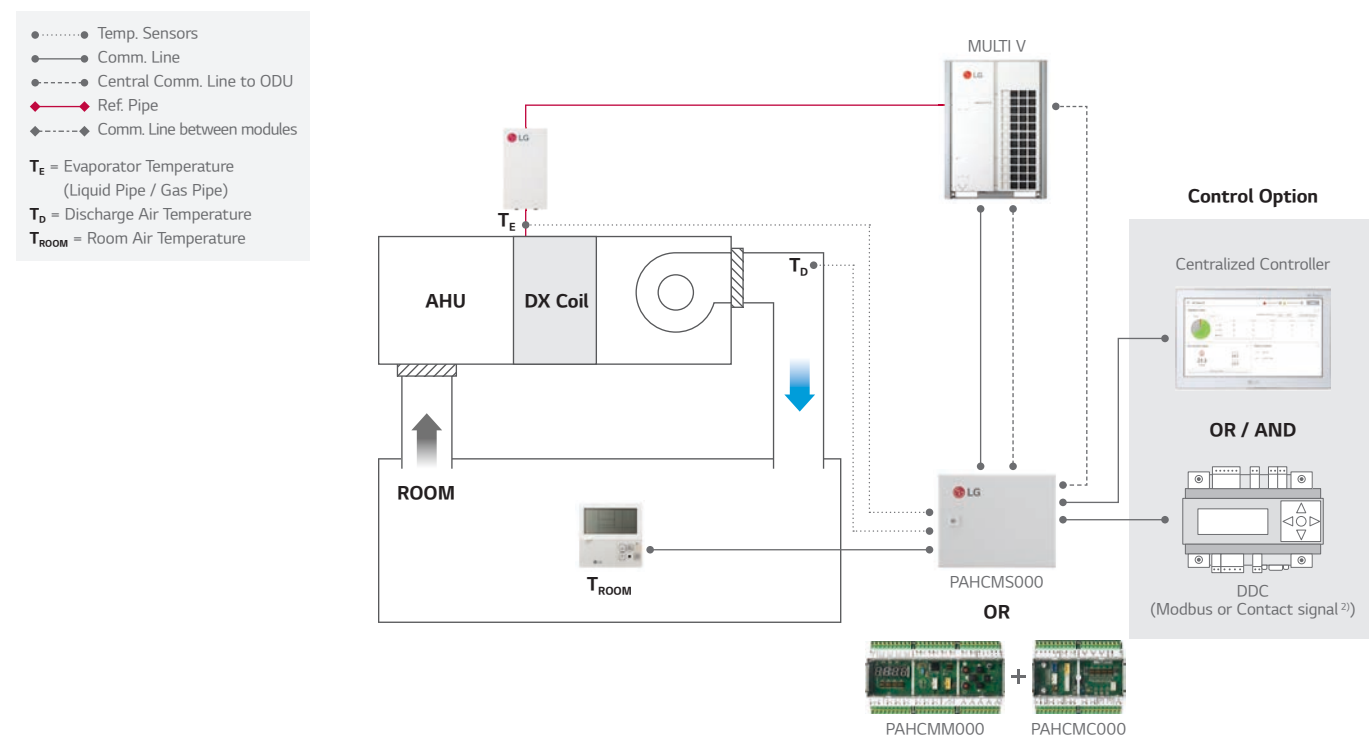 Temp. Sensors
Comm. Line
Central Comm. Line to ODU
Ref. Pipe
Comm. Line between modules
TE = Evaporator Temperature
(Liquid Pipe / Gas Pipe)
TD = Discharge Air Temperature
TROOM = Room Air Temperature
MULTI V
LG
LG
TE
TD
AHU
DX Coil
ROOM
TROOM
LG
PAHCMS000
OR
PAHCMM000
+
PAHCMC000
Control Option
Centralized Controller
OR / AND
DDC
(Modbus or Contact signal 2))